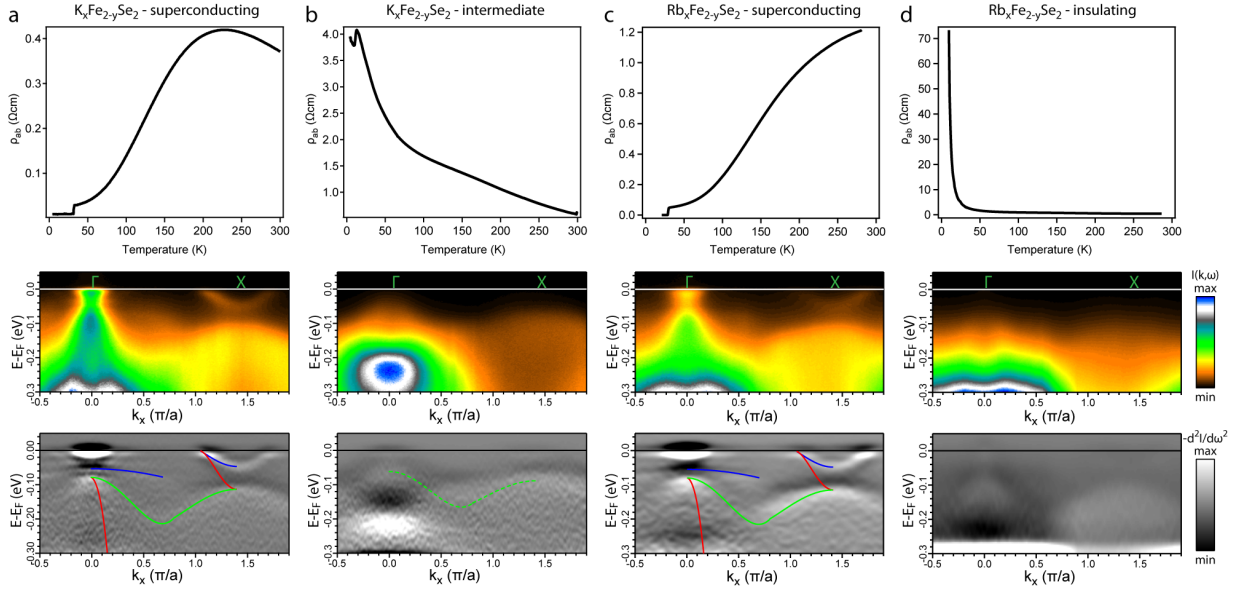 a
KxFe2-ySe2 - superconducting
b
KxFe2-ySe2 - intermediate
c
RbxFe2-ySe2 - superconducting
d
RbxFe2-ySe2 - insulating
ρab (Ωcm)
0.4
0.3
0.2
0.1
0 50 100 150 200 250 300
Temperature (K)
ρab (Ωcm)
4.0
3.5
3.0
2.5
2.0
1.5
1.0
0 50 100 150 200 250 300
Temperature (K)
ρab (Ωcm)
1.2
1.0
0.8
0.6
0.4
0.2
0.0
0 50 100 150 200 250 300
Temperature (K)
ρab (Ωcm)
70
60
50
40
30
20
10
0
0 50 100 150 200 250 300
Temperature (K)
E-EF (eV)
0.0
-0.1
-0.2
-0.3
Γ X
-0.5 0.0 0.5 1.0 1.5
kx (π/a)
E-EF (eV)
0.0
-0.1
-0.2
-0.3
Γ X
-0.5 0.0 0.5 1.0 1.5
kx (π/a)
E-EF (eV)
0.0
-0.1
-0.2
-0.3
Γ X
-0.5 0.0 0.5 1.0 1.5
kx (π/a)
E-EF (eV)
0.0
-0.1
-0.2
-0.3
Γ X
-0.5 0.0 0.5 1.0 1.5
kx (π/a)
I(k,ω)
max
min
E-EF (eV)
0.00
-0.10
-0.20
-0.30
-0.5 0.0 0.5 1.0 1.5
kx (π/a)
E-EF (eV)
0.0
-0.1
-0.2
-0.3
-0.5 0.0 0.5 1.0 1.5
kx (π/a)
E-EF (eV)
0.00
-0.1
-0.2
-0.3
-0.5 0.0 0.5 1.0 1.5
kx (π/a)
E-EF (eV)
0.0
-0.1
-0.2
-0.3
-0.5 0.0 0.5 1.0 1.5
kx (π/a)
-d²I/dω²
max
min